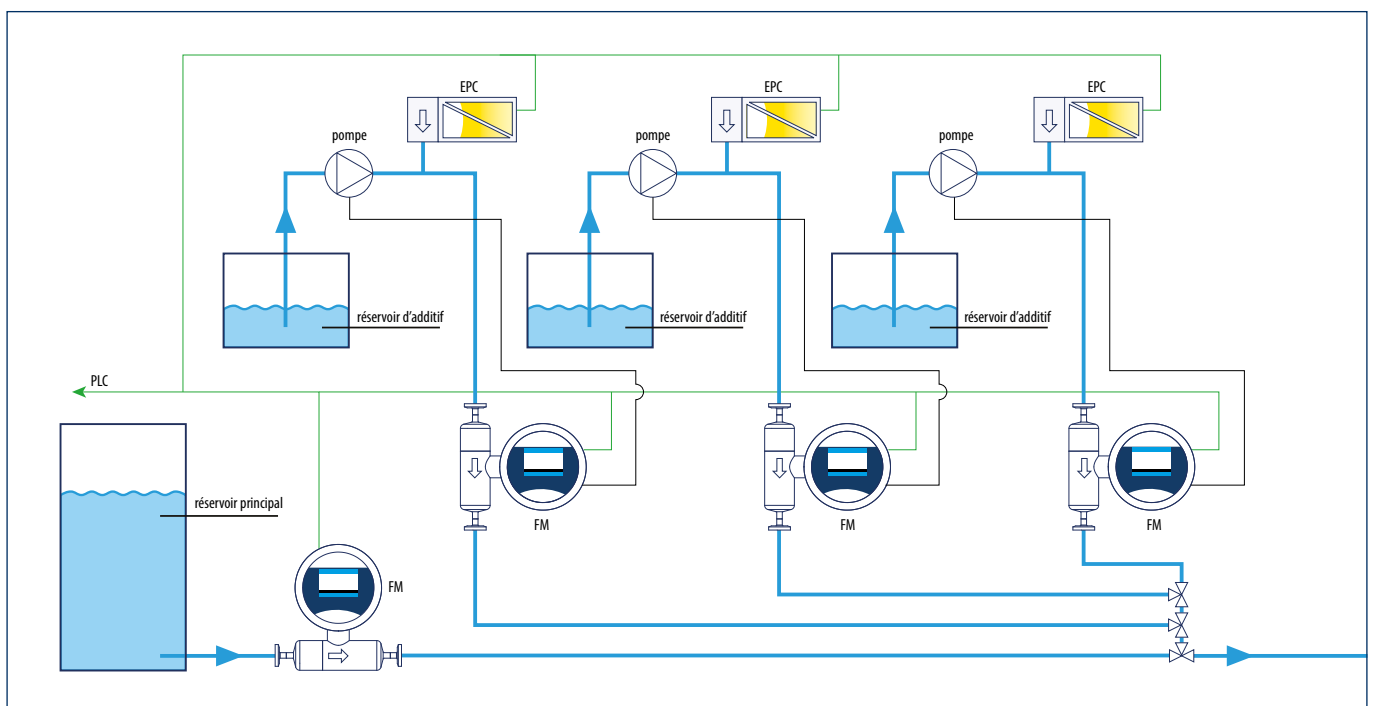 EPC
EPC
EPC
pompe
pompe
pompe
réservoir d’additif
réservoir d’additif
réservoir d’additif
PLC
réservoir principal
FM
FM
FM
FM